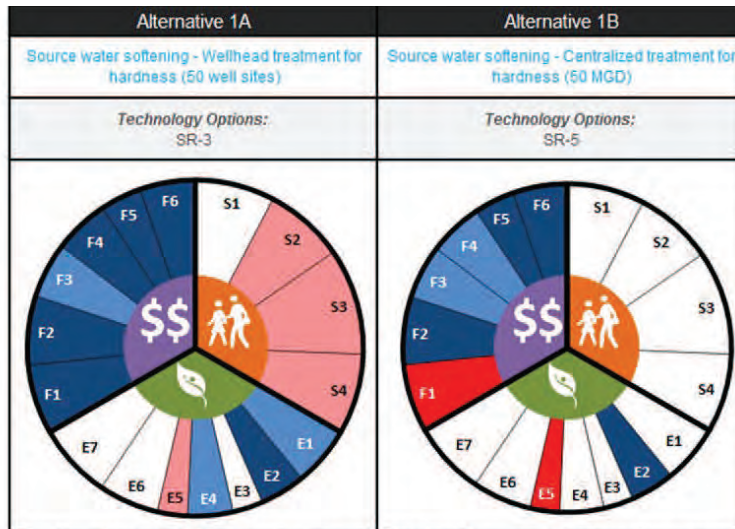 Alternative 1A
Source water softening - Wellhead treatment for
hardness (50 well sites)
Technology Options:
SR-3
F6
S1
F5
S2
F4
F3
S3
$$
F2
S4
F1
E1
E7
E2
E6
E5
E4
E3
Alternative 1B
Source water softening - Centralized treatment for
hardness (50 MGD)
Technology Options:
SR-5
F6
S1
F5
S2
F4
F3
S3
$$
F2
S4
F1
E1
E7
E2
E6
E5
E4
E3